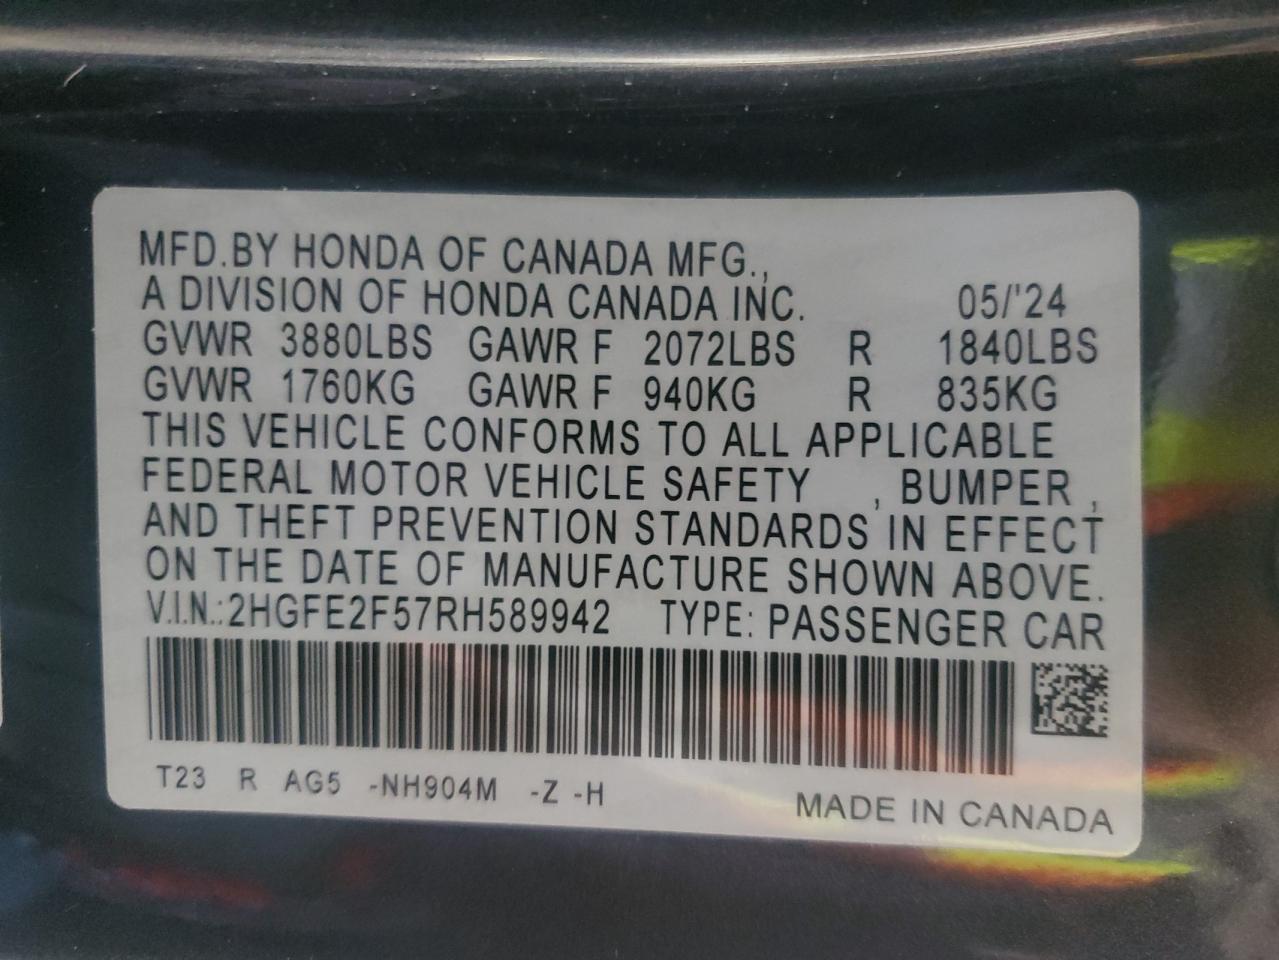 MFD.BY HONDA OF CANADA MFG.,
A DIVISION OF HONDA CANADA INC. 05/'24
GVWR 3880LBS GAWR F 2072LBS R 1840LBS
GVWR 1760KG GAWR F 940KG R 835KG
THIS VEHICLE CONFORMS TO ALL APPLICABLE
FEDERAL MOTOR VEHICLE SAFETY , BUMPER ,
AND THEFT PREVENTION STANDARDS IN EFFECT
ON THE DATE OF MANUFACTURE SHOWN ABOVE.
V.I.N.:2HGFE2F57RH589942 TYPE: PASSENGER CAR
T23 R AG5 -NH904M -Z -H
MADE IN CANADA